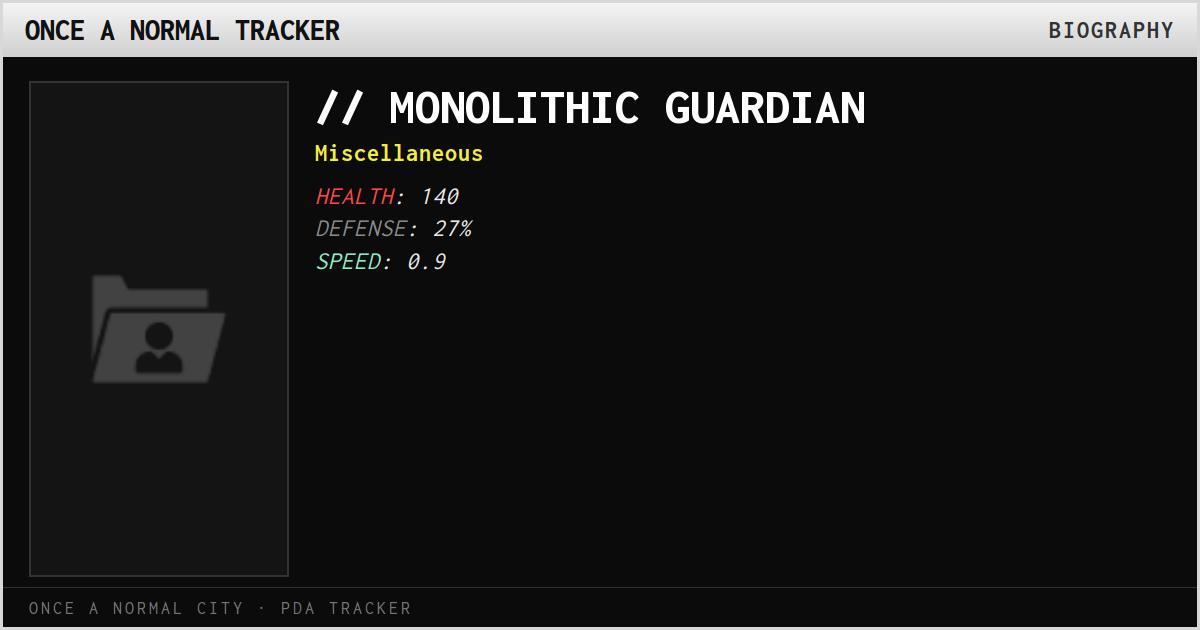 ONCE A NORMAL TRACKER
BIOGRAPHY
// MONOLITHIC GUARDIAN
Miscellaneous
HEALTH: 140
DEFENSE: 27%
SPEED: 0.9
ONCE A NORMAL CITY · PDA TRACKER